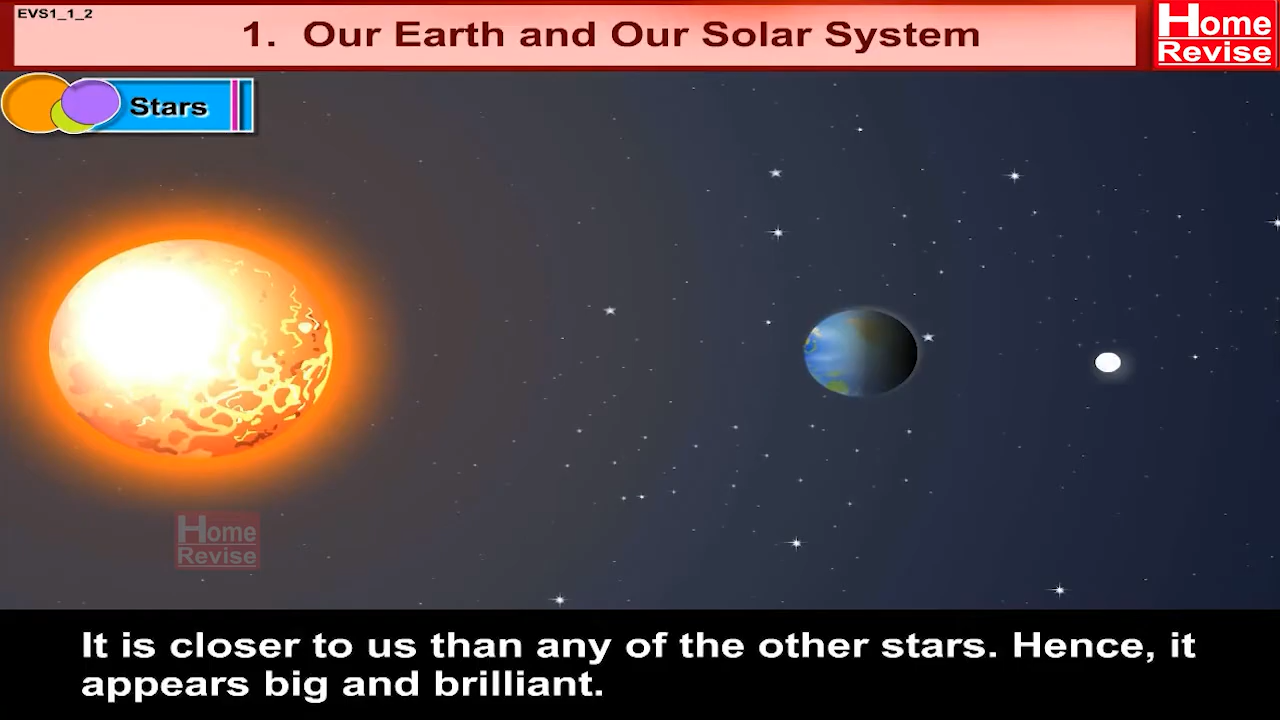 EVS1_1_2
1. Our Earth and Our Solar System
Home
Revise
Stars
Home
Revise
It is closer to us than any of the other stars. Hence, it
appears big and brilliant.